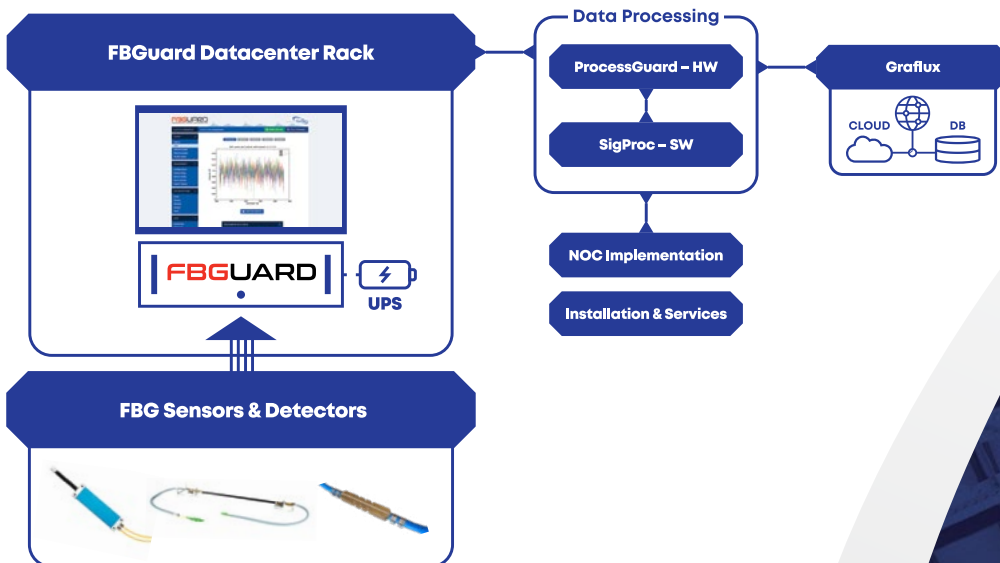 FBGuard Datacenter Rack
FBGUARD
FBGUARD
UPS
FBG Sensors & Detectors
Data Processing
ProcessGuard – HW
SigProc – SW
NOC Implementation
Installation & Services
Graflux
CLOUD
DB